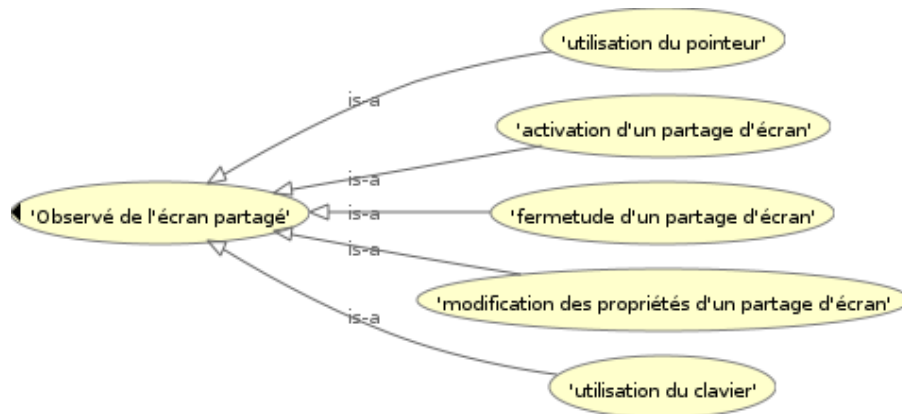 'utilisation du pointeur'
is-a
'activation d'un partage d'écran'
is-a
'Observé de l'écran partagé'
is-a
'fermetude d'un partage d'écran'
is-a
'modification des propriétés d'un partage d'écran'
is-a
'utilisation du clavier'